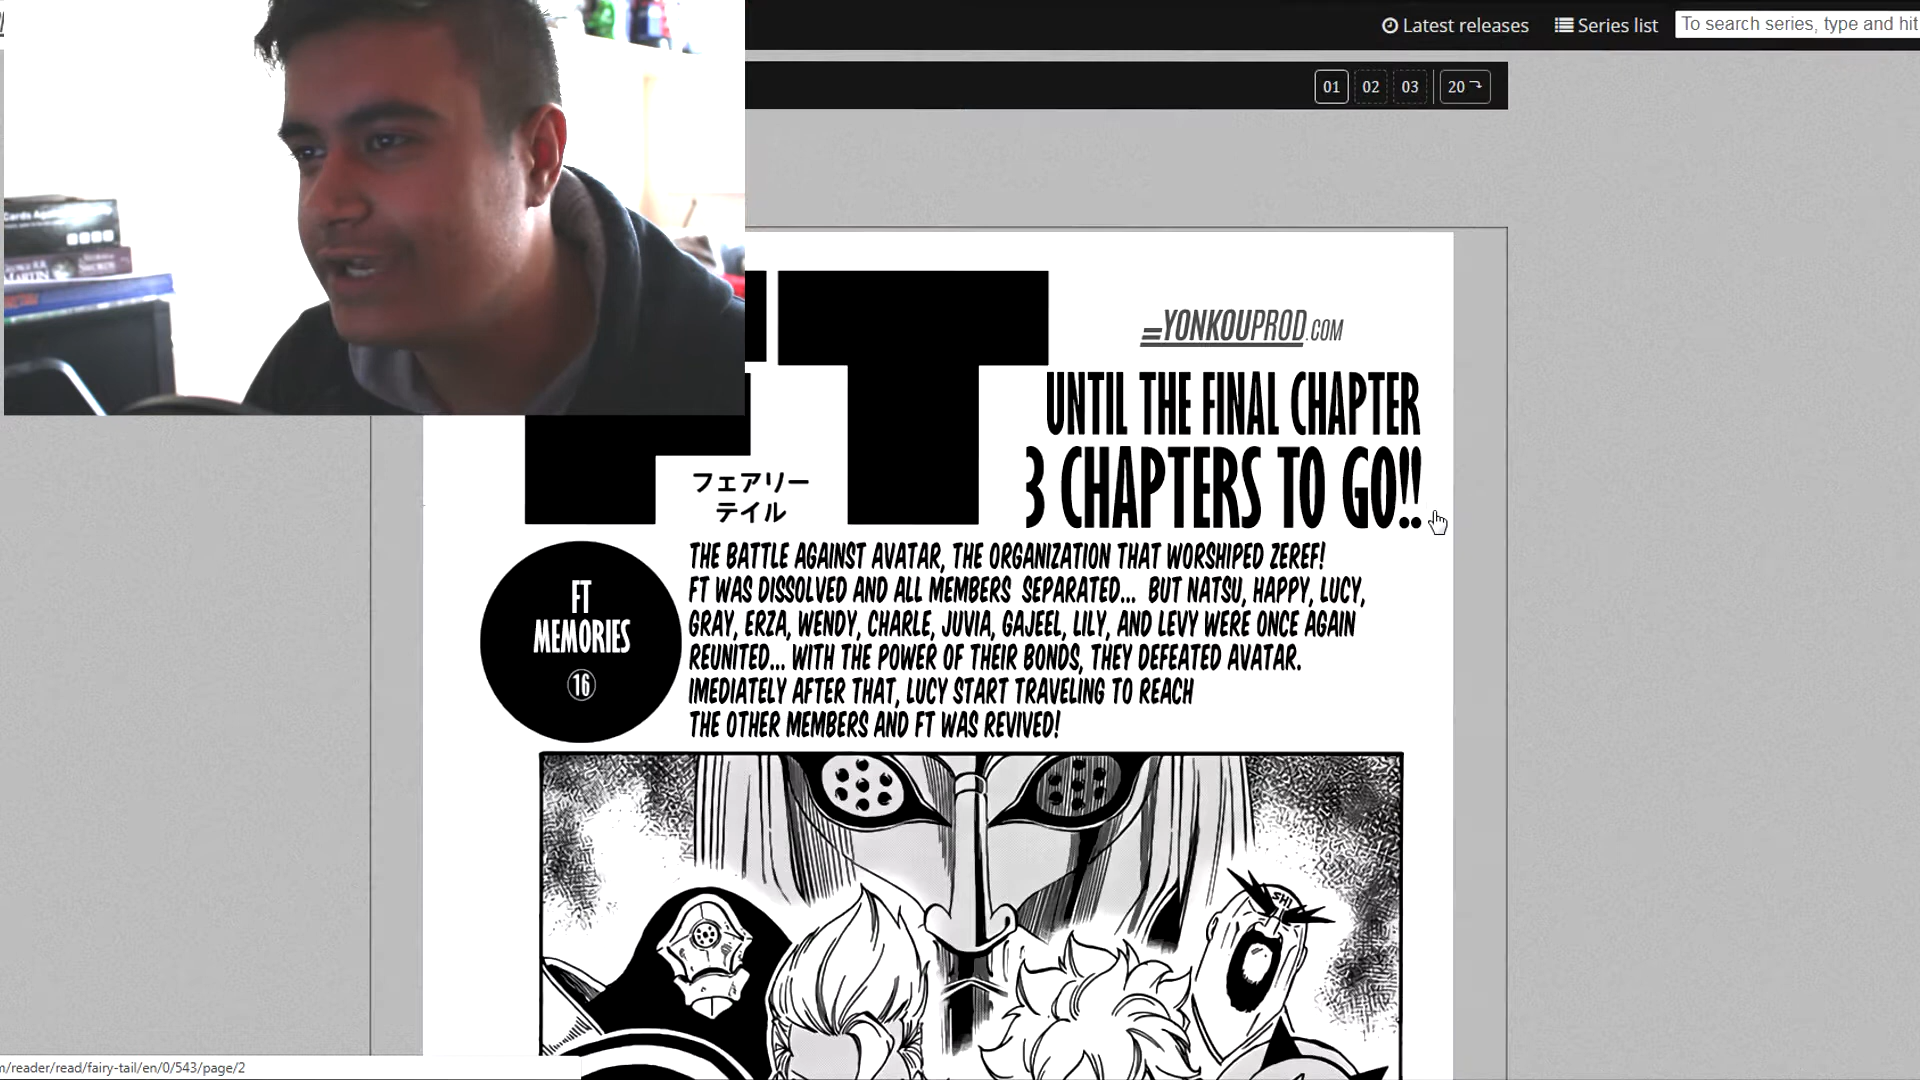 Latest releases
Series list
To search series, type and hit
01
02
03
20
Cards
MARTIN
YONKOUPROD.COM
UNTIL THE FINAL CHAPTER
3 CHAPTERS TO GO!!
フェアリー
テイル
FT
MEMORIES
16
THE BATTLE AGAINST AVATAR, THE ORGANIZATION THAT WORSHIPED ZEREF!
FT WAS DISSOLVED AND ALL MEMBERS SEPARATED... BUT NATSU, HAPPY, LUCY,
GRAY, ERZA, WENDY, CHARLE, JUVIA, GAJEEL, LILY, AND LEVY WERE ONCE AGAIN
REUNITED... WITH THE POWER OF THEIR BONDS, THEY DEFEATED AVATAR.
IMEDIATELY AFTER THAT, LUCY START TRAVELING TO REACH
THE OTHER MEMBERS AND FT WAS REVIVED!
SHI
/reader/read/fairy-tail/en/0/543/page/2